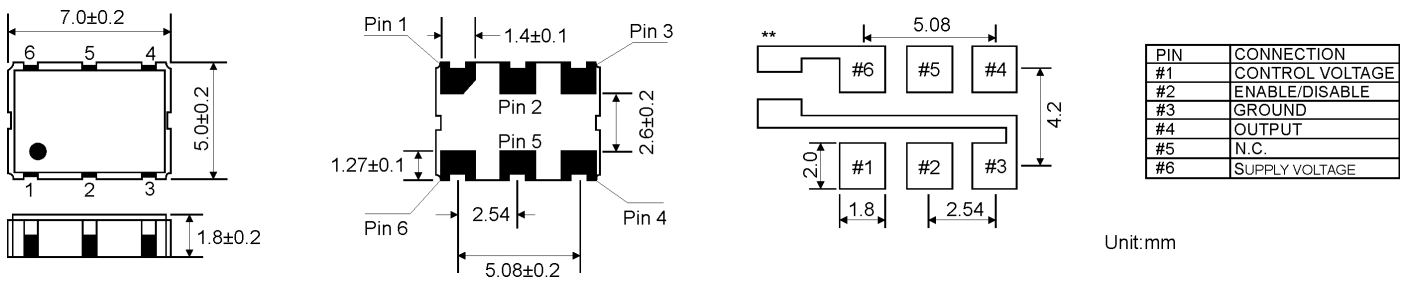 7.0±0.2
6 5 4
5.0±0.2
1 2 3
1.8±0.2
Pin 1
1.4±0.1
Pin 3
Pin 2
2.6±0.2
Pin 5
1.27±0.1
Pin 6
2.54
Pin 4
5.08±0.2
**
5.08
#6 #5 #4
4.2
2.0
#1 #2 #3
1.8
2.54
PIN CONNECTION
#1 CONTROL VOLTAGE
#2 ENABLE/DISABLE
#3 GROUND
#4 OUTPUT
#5 N.C.
#6 SUPPLY VOLTAGE
Unit:mm